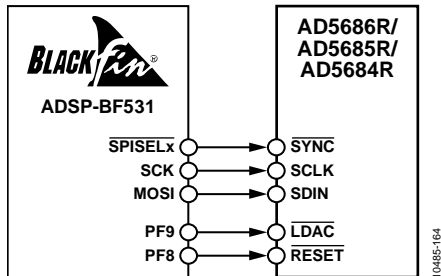 BLACKfin®
ADSP-BF531
SPISELx
SCK
MOSI
PF9
PF8
AD5686R/
AD5685R/
AD5684R
SYNC
SCLK
SDIN
LDAC
RESET
10485-164